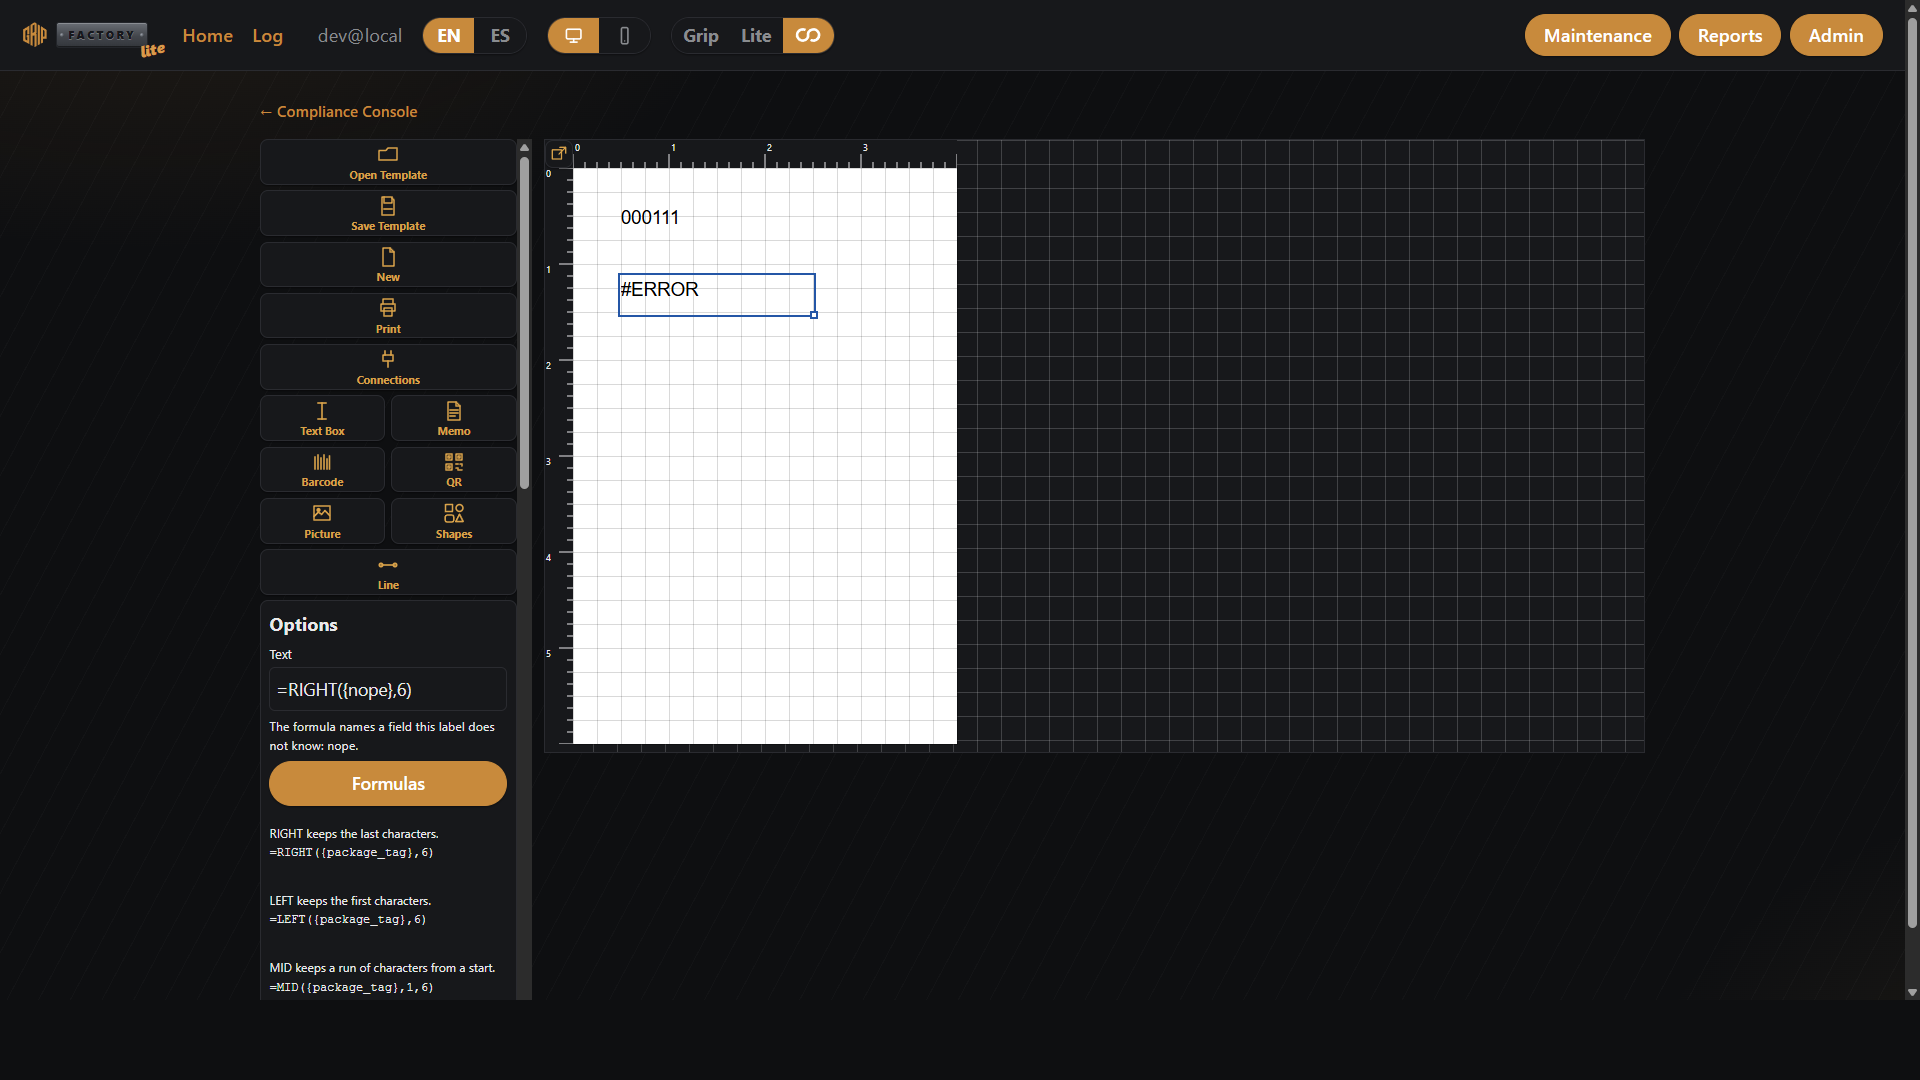 GRIP FACTORY lite
Home
Log
dev@local
EN
ES
Grip
Lite
Maintenance
Reports
Admin
← Compliance Console
Open Template
Save Template
New
Print
Connections
Text Box
Memo
Barcode
QR
Picture
Shapes
Line
Options
Text
=RIGHT({nope},6)
The formula names a field this label does
not know: nope.
Formulas
RIGHT keeps the last characters.
=RIGHT({package_tag},6)
LEFT keeps the first characters.
=LEFT({package_tag},6)
MID keeps a run of characters from a start.
=MID({package_tag},1,6)
0 1 2 3
0
1
2
3
4
5
000111
#ERROR